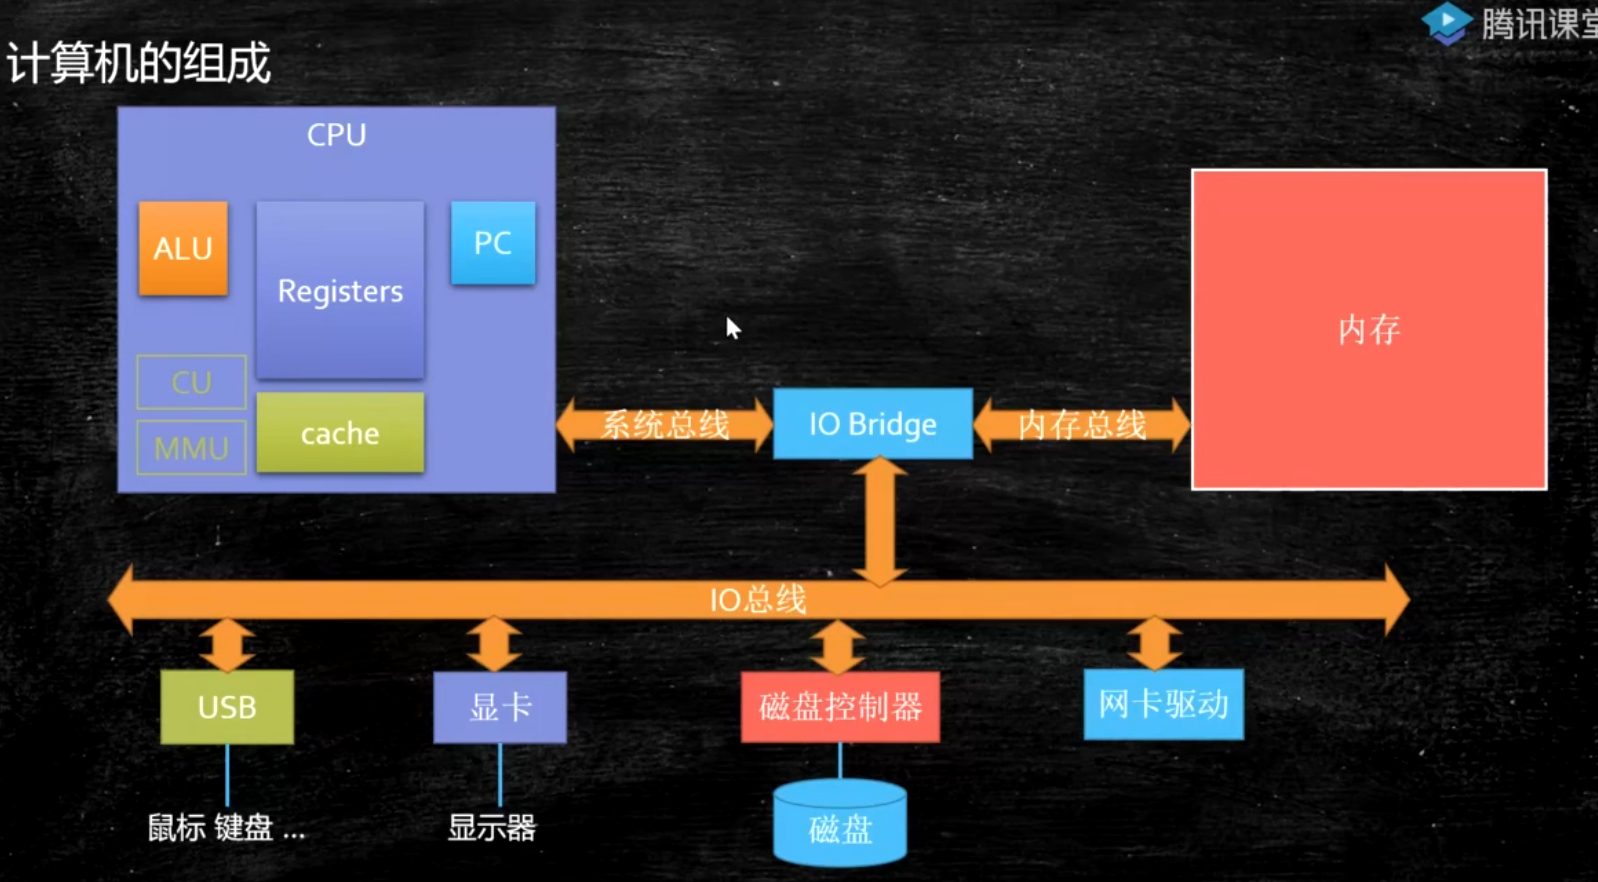 腾讯课堂
计算机的组成
CPU
ALU
Registers
PC
CU
MMU
cache
系统总线
IO Bridge
内存总线
内存
IO总线
USB
显卡
磁盘控制器
网卡驱动
鼠标 键盘 ...
显示器
磁盘